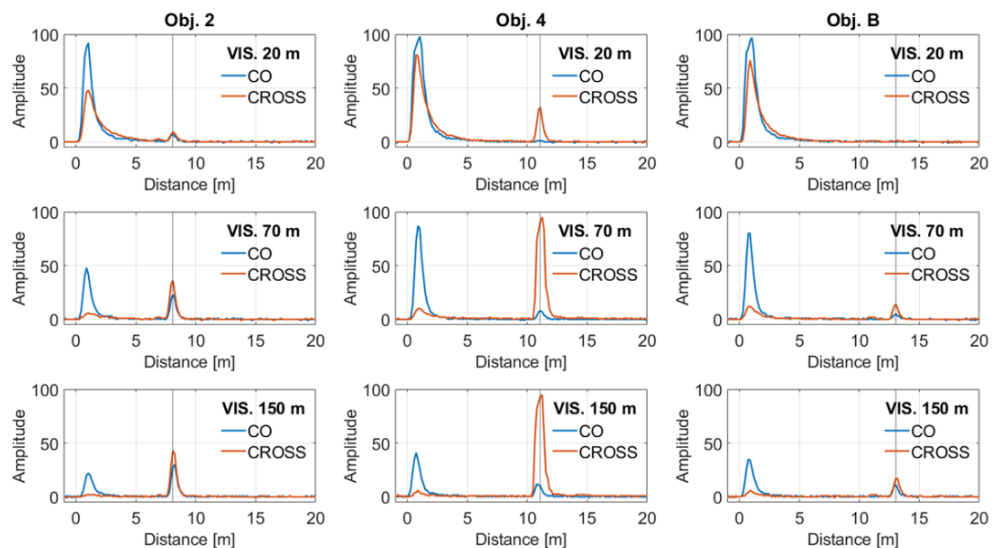 Obj. 2
Obj. 4
Obj. B
Amplitude
100
50
0
VIS. 20 m
CO
CROSS
0 5 10 15 20
Distance [m]
Amplitude
100
50
0
VIS. 20 m
CO
CROSS
0 5 10 15 20
Distance [m]
Amplitude
100
50
0
VIS. 20 m
CO
CROSS
0 5 10 15 20
Distance [m]
Amplitude
100
50
0
VIS. 70 m
CO
CROSS
0 5 10 15 20
Distance [m]
Amplitude
100
50
0
VIS. 70 m
CO
CROSS
0 5 10 15 20
Distance [m]
Amplitude
100
50
0
VIS. 70 m
CO
CROSS
0 5 10 15 20
Distance [m]
Amplitude
100
50
0
VIS. 150 m
CO
CROSS
0 5 10 15 20
Distance [m]
Amplitude
100
50
0
VIS. 150 m
CO
CROSS
0 5 10 15 20
Distance [m]
Amplitude
100
50
0
VIS. 150 m
CO
CROSS
0 5 10 15 20
Distance [m]